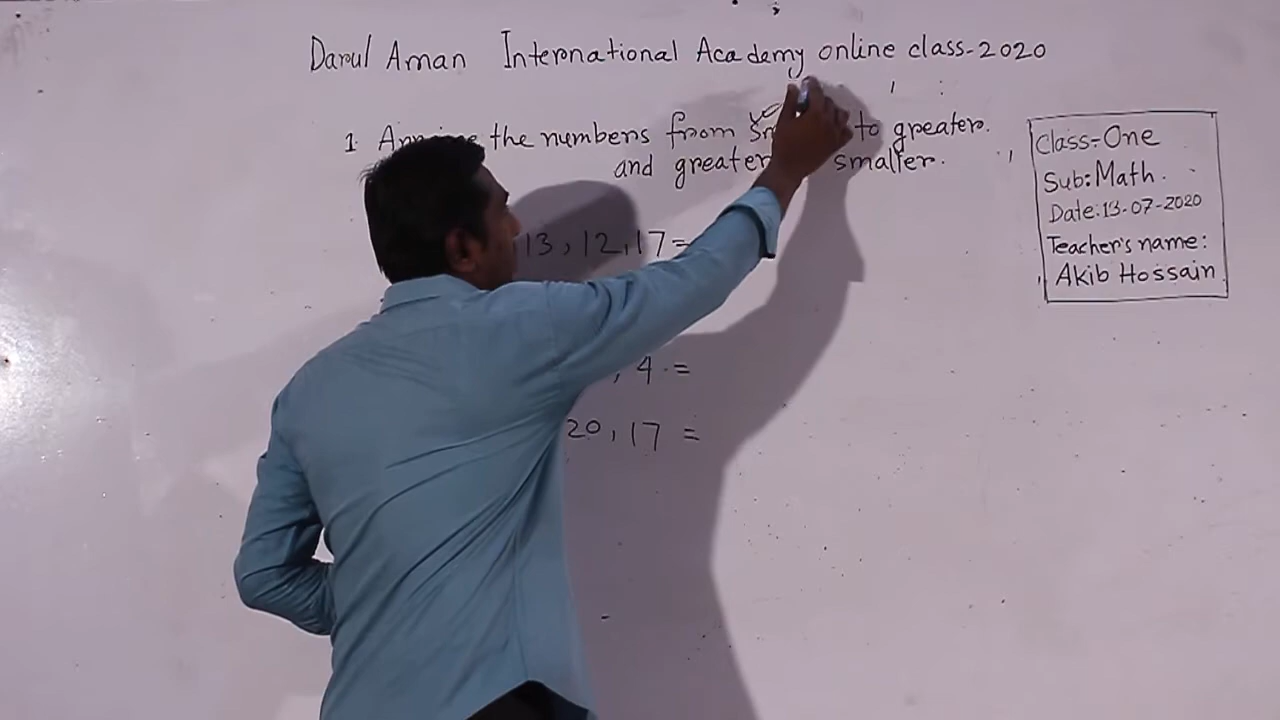 Darul Aman International Academy online class-2020
1. the numbers from to greater.
and greater smaller.
13, 12, 17=
, 4 =
20, 17 =
Class-One
Sub: Math.
Date: 13-07-2020
Teacher's name:
Akib Hossain